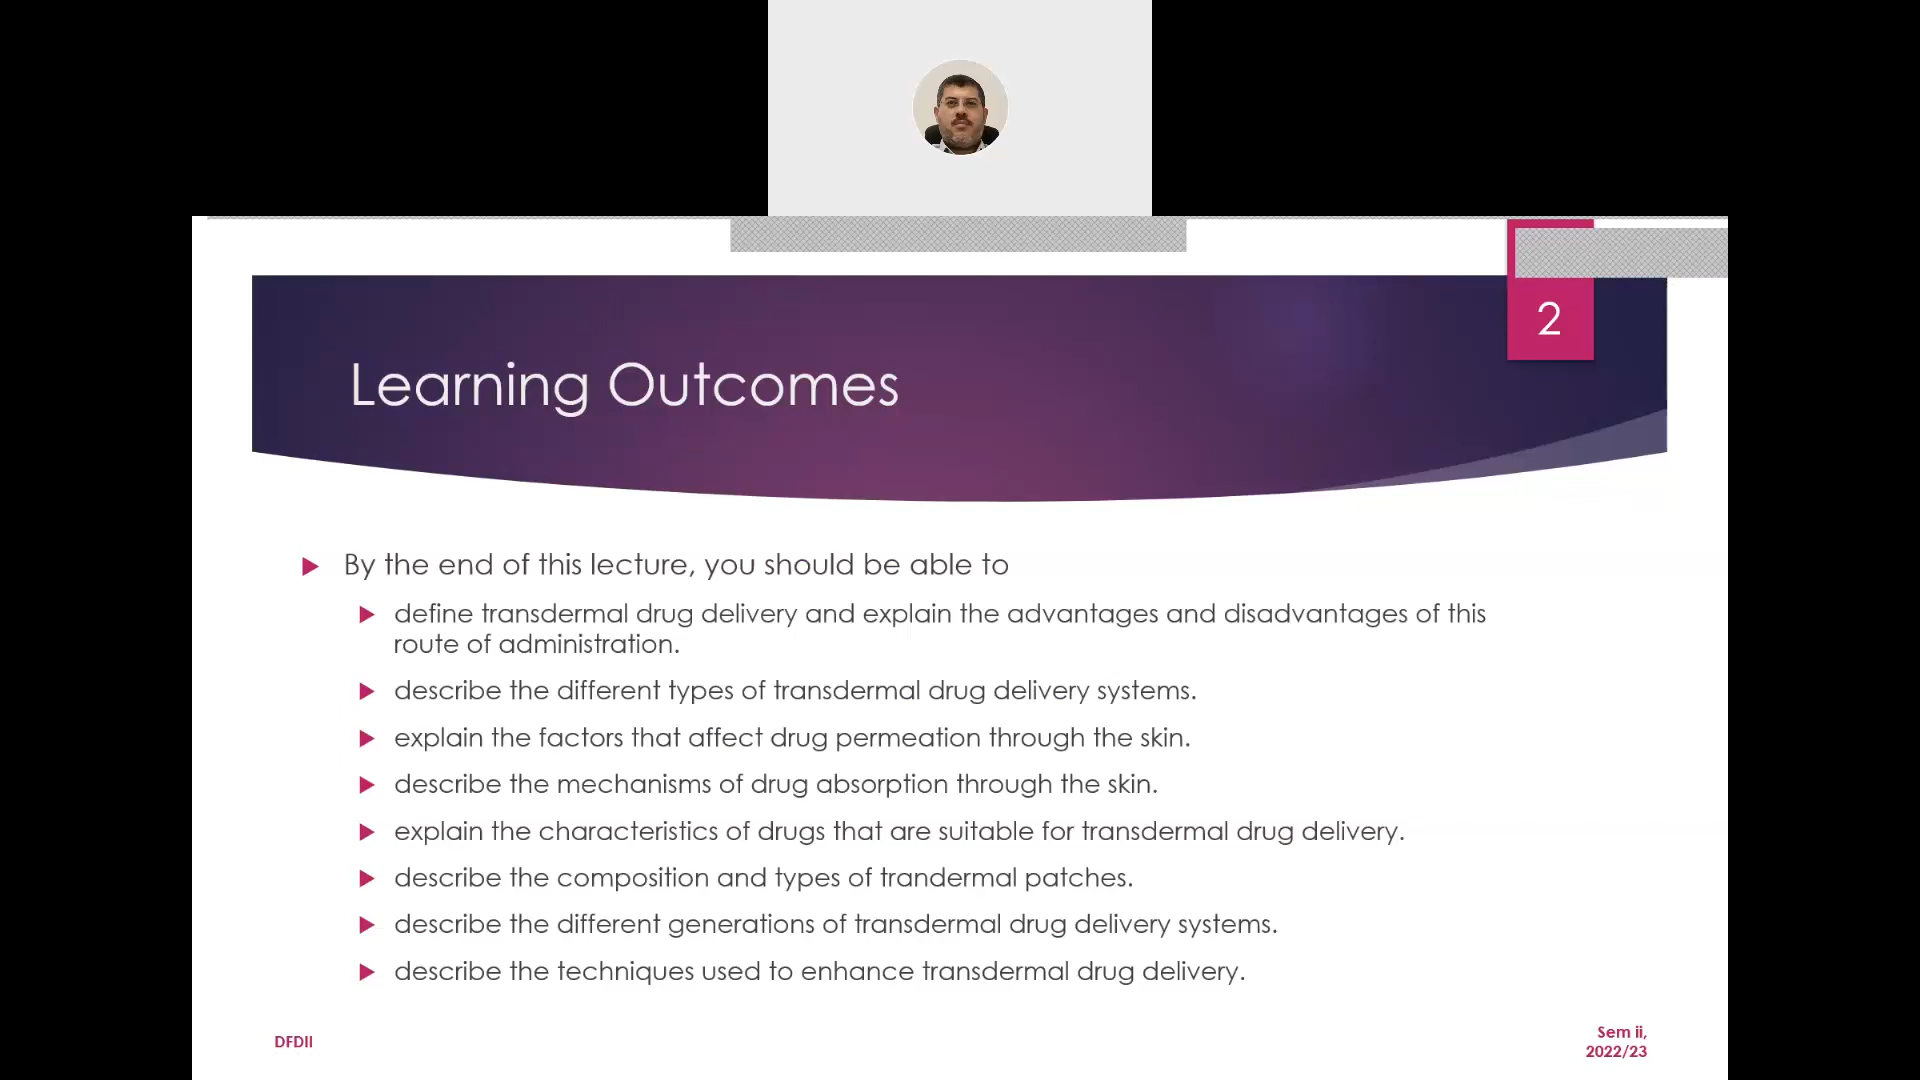 2
Learning Outcomes
By the end of this lecture, you should be able to
define transdermal drug delivery and explain the advantages and disadvantages of this
route of administration.
describe the different types of transdermal drug delivery systems.
explain the factors that affect drug permeation through the skin.
describe the mechanisms of drug absorption through the skin.
explain the characteristics of drugs that are suitable for transdermal drug delivery.
describe the composition and types of trandermal patches.
describe the different generations of transdermal drug delivery systems.
describe the techniques used to enhance transdermal drug delivery.
DFDII
Sem ii,
2022/23